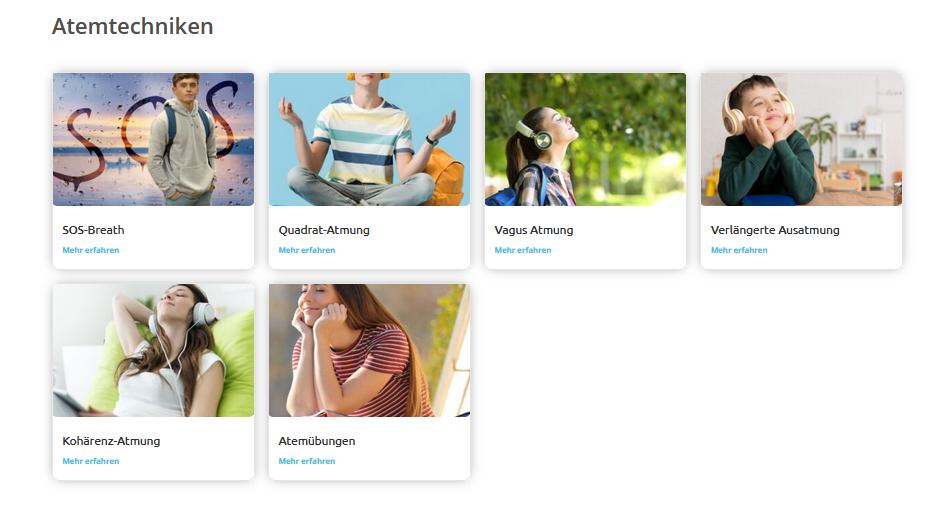 Atemtechniken
SOS
SOS-Breath
Mehr erfahren
Quadrat-Atmung
Mehr erfahren
Vagus Atmung
Mehr erfahren
Verlängerte Ausatmung
Mehr erfahren
Kohärenz-Atmung
Mehr erfahren
Atemübungen
Mehr erfahren